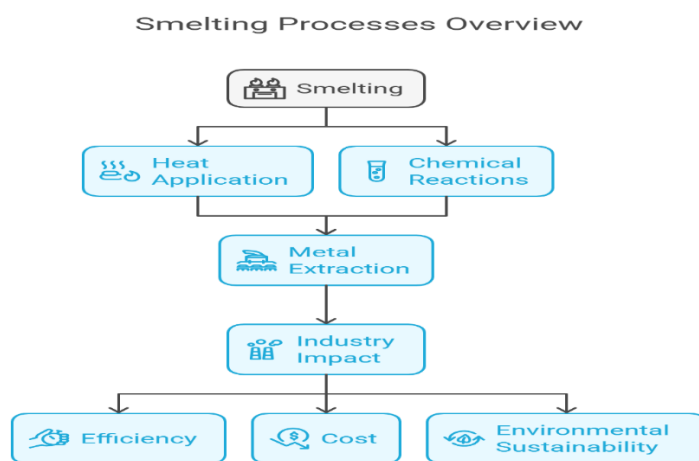 Smelting Processes Overview
Smelting
Heat
Application
Chemical
Reactions
Metal
Extraction
Industry
Impact
Efficiency
Cost
Environmental
Sustainability